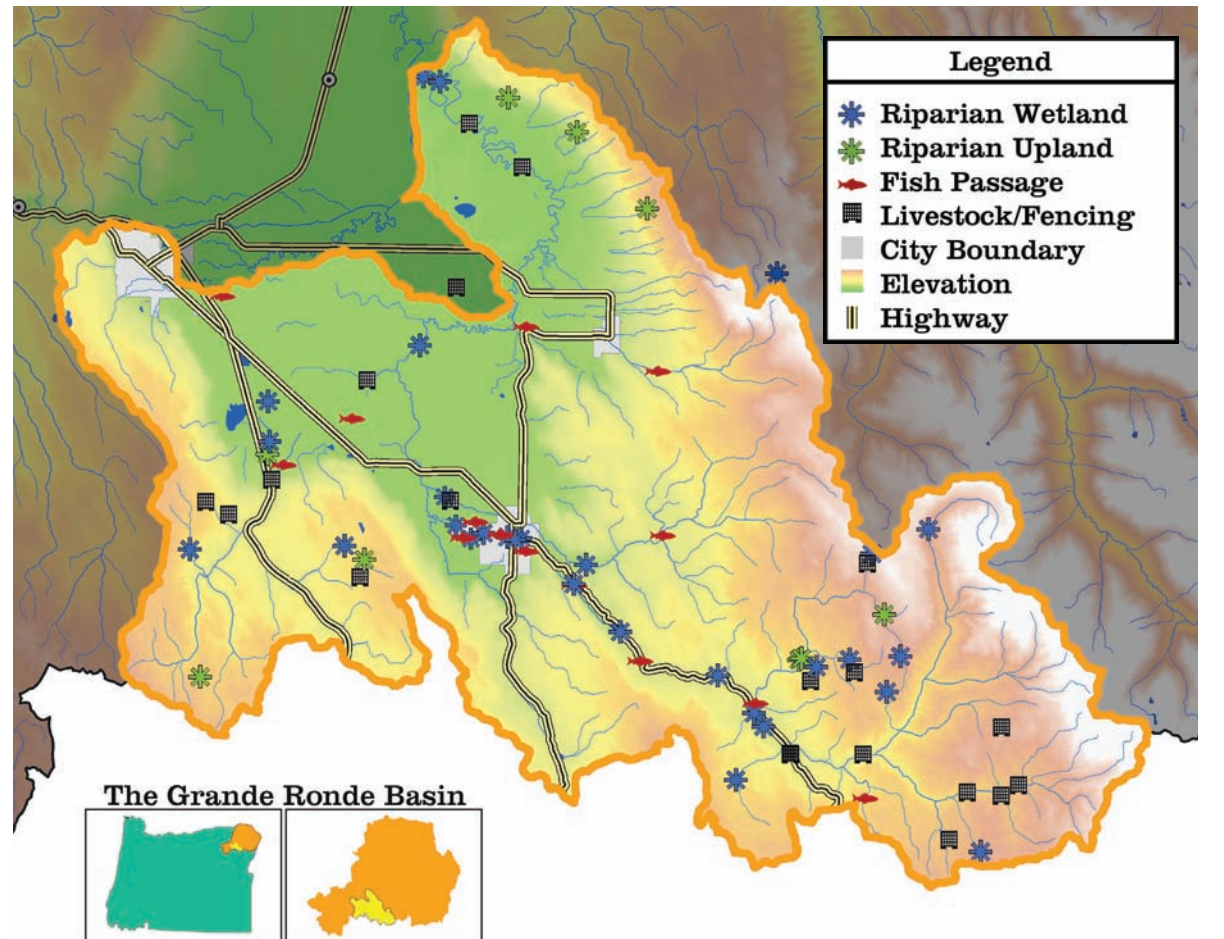 Legend
Riparian Wetland
Riparian Upland
Fish Passage
Livestock/Fencing
City Boundary
Elevation
Highway
The Grande Ronde Basin